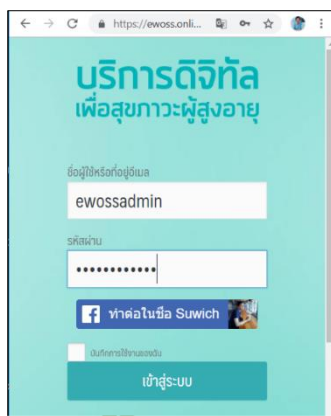 https://ewoss.onli...
บริการดิจิทัล
เพื่อสุขภาวะผู้สูงอายุ
ชื่อผู้ใช้หรือที่อยู่อีเมล
ewossadmin
รหัสผ่าน
••••••••••••
ทำต่อในชื่อ Suwich
บันทึกการใช้งานของฉัน
เข้าสู่ระบบ